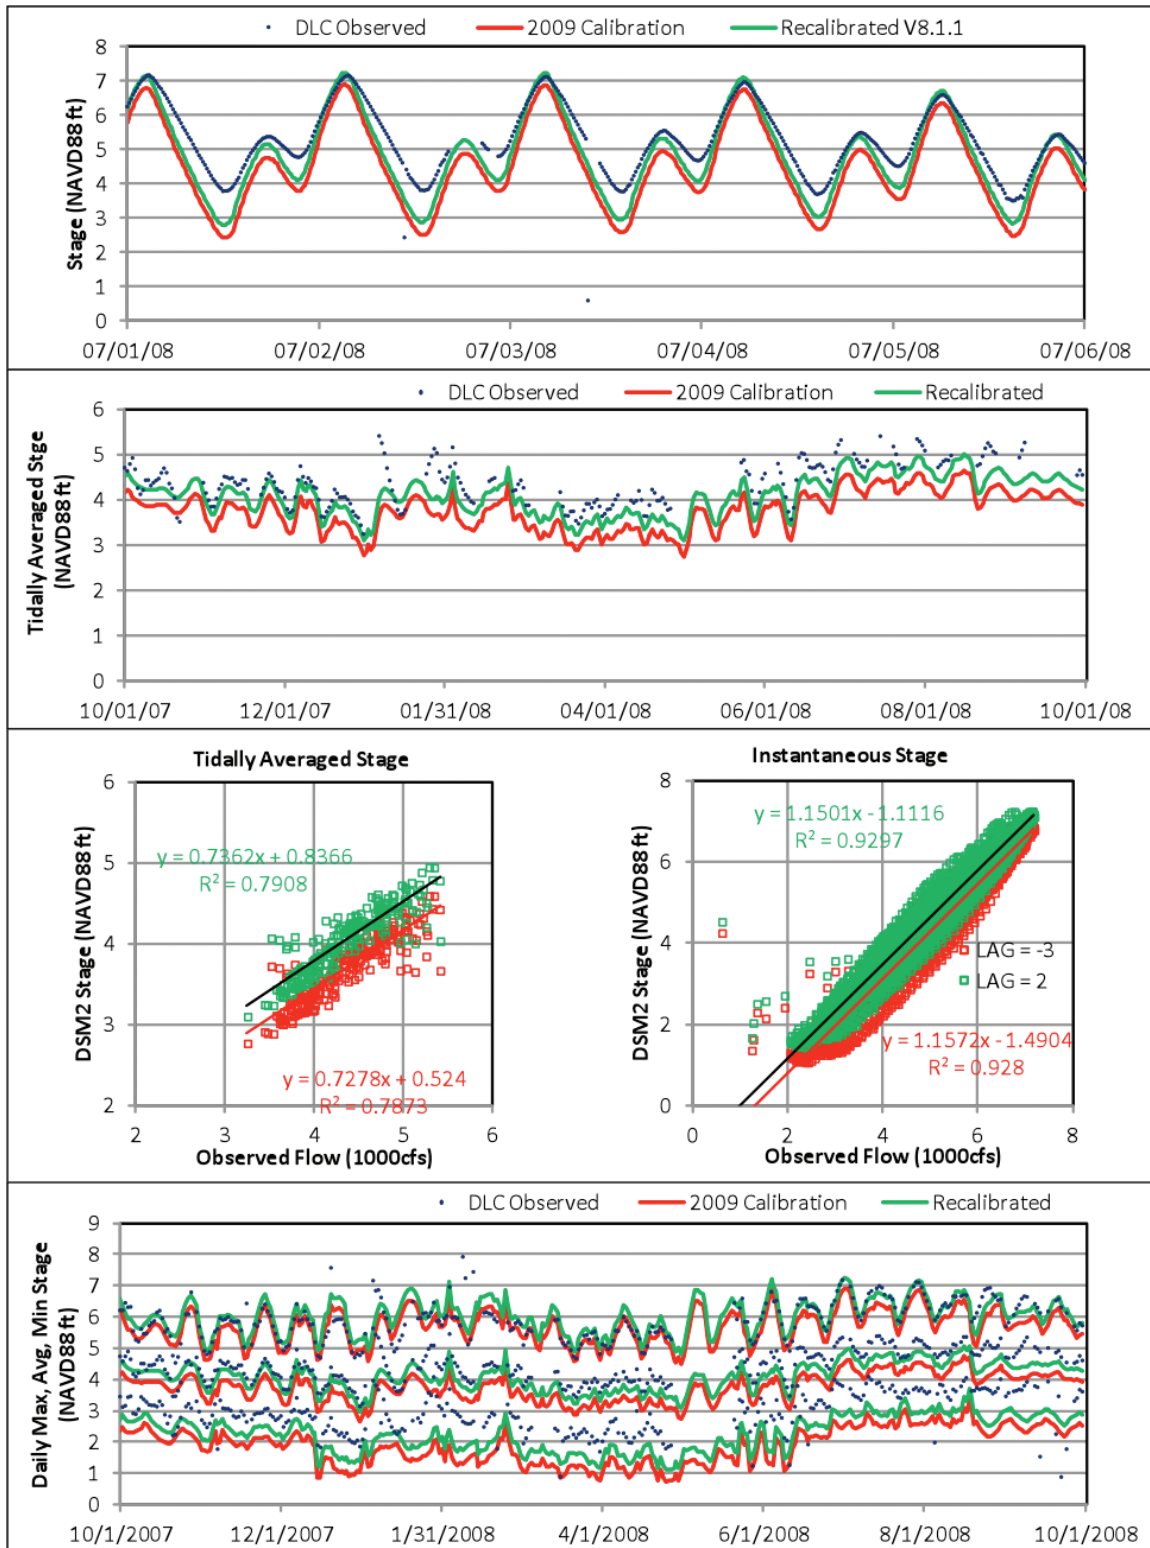 DLC Observed 2009 Calibration Recalibrated V8.1.1
Stage (NAVD88 ft)
8
7
6
5
4
3
2
1
0
07/01/08 07/02/08 07/03/08 07/04/08 07/05/08 07/06/08
DLC Observed 2009 Calibration Recalibrated
Tidally Averaged Stge
(NAVD88 ft)
6
5
4
3
2
1
0
10/01/07 12/01/07 01/31/08 04/01/08 06/01/08 08/01/08 10/01/08
Tidally Averaged Stage
DSM2 Stage (NAVD88 ft)
6
5
4
3
2
y = 0.7362x + 0.8366
R² = 0.7908
y = 0.7278x + 0.524
R² = 0.7873
2 3 4 5 6
Observed Flow (1000cfs)
Instantaneous Stage
DSM2 Stage (NAVD88 ft)
8
6
4
2
0
y = 1.1501x - 1.1116
R² = 0.9297
LAG = -3
LAG = 2
y = 1.1572x - 1.4904
R² = 0.928
0 2 4 6 8
Observed Flow (1000cfs)
DLC Observed 2009 Calibration Recalibrated
Daily Max, Avg, Min Stage
(NAVD88 ft)
9
8
7
6
5
4
3
2
1
0
10/1/2007 12/1/2007 1/31/2008 4/1/2008 6/1/2008 8/1/2008 10/1/2008